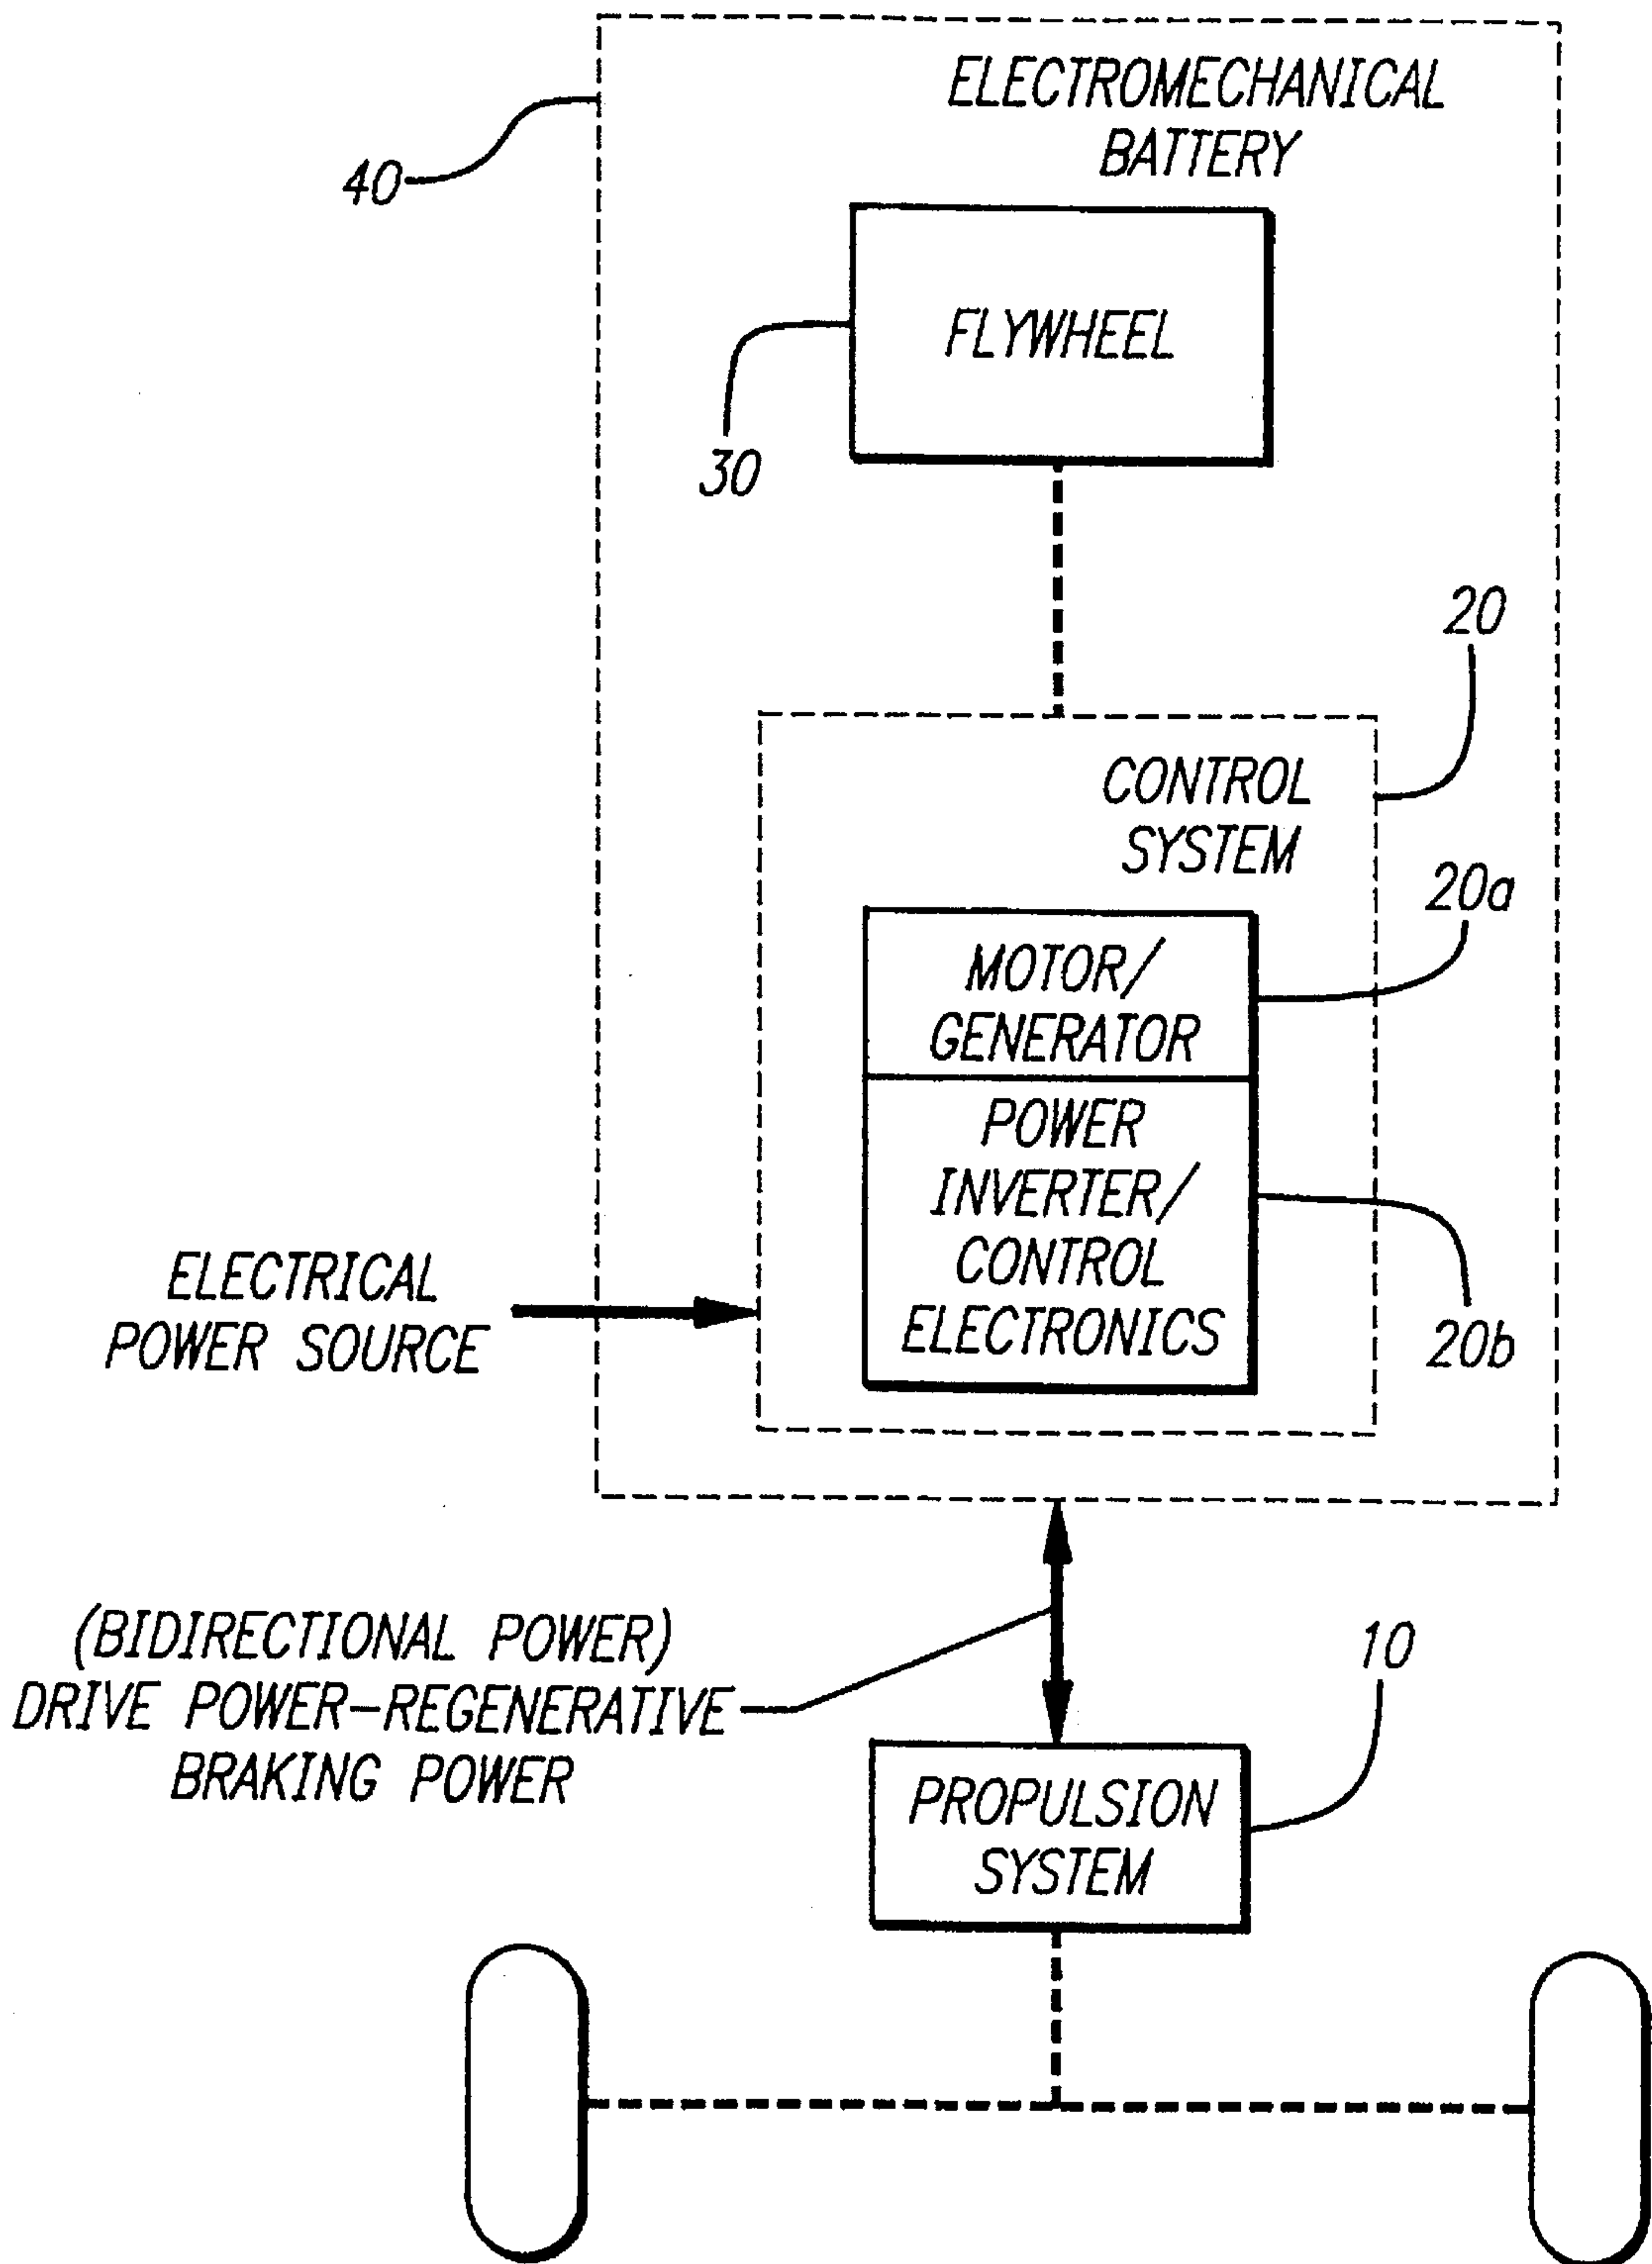 ELECTROMECHANICAL
BATTERY
40
FLYWHEEL
30
20
CONTROL
SYSTEM
20a
MOTOR/
GENERATOR
POWER
INVERTER/
CONTROL
ELECTRONICS
20b
ELECTRICAL
POWER SOURCE
(BIDIRECTIONAL POWER)
DRIVE POWER-REGENERATIVE
BRAKING POWER
10
PROPULSION
SYSTEM